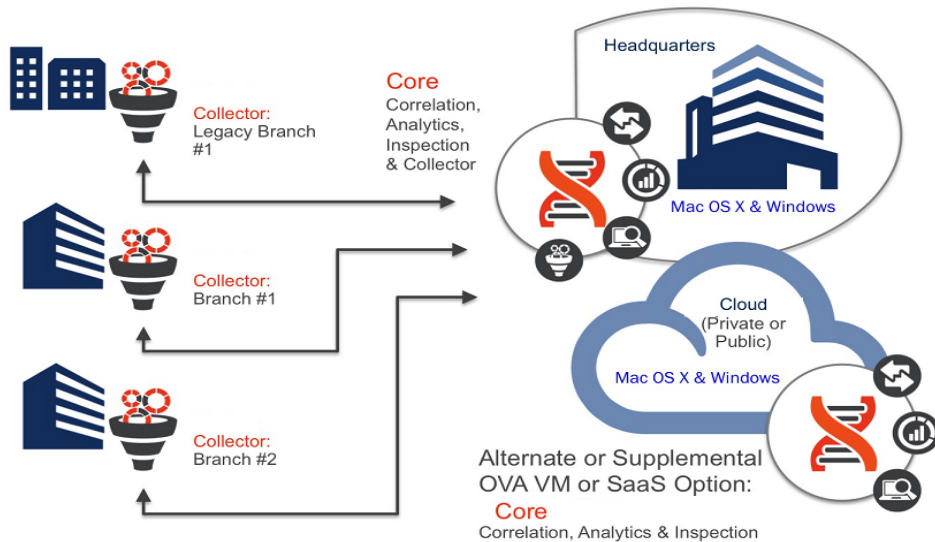 Collector:
Legacy Branch
#1
Core
Correlation,
Analytics,
Inspection
& Collector
Headquarters
Mac OS X & Windows
Collector:
Branch #1
Cloud
(Private or
Public)
Mac OS X & Windows
Collector:
Branch #2
Alternate or Supplemental
OVA VM or SaaS Option:
Core
Correlation, Analytics & Inspection